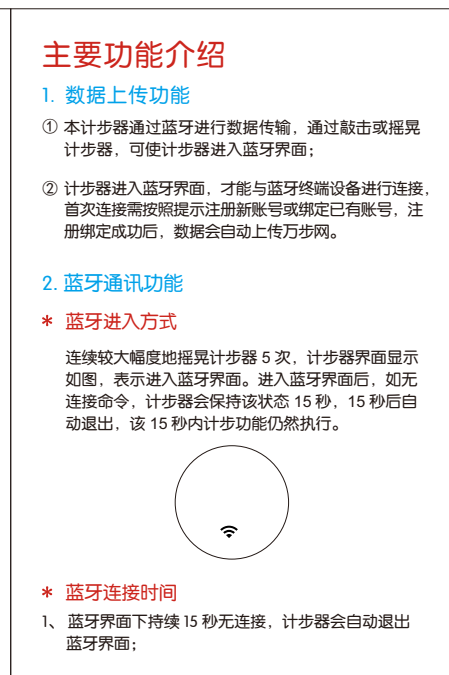 主要功能介绍
1. 数据上传功能
① 本计步器通过蓝牙进行数据传输，通过敲击或摇晃
计步器，可使计步器进入蓝牙界面；
② 计步器进入蓝牙界面，才能与蓝牙终端设备进行连接，
首次连接需按照提示注册新账号或绑定已有账号，注
册绑定成功后，数据会自动上传万步网。
2. 蓝牙通讯功能
* 蓝牙进入方式
连续较大幅度地摇晃计步器 5 次，计步器界面显示
如图，表示进入蓝牙界面。进入蓝牙界面后，如无
连接命令，计步器会保持该状态 15 秒，15 秒后自
动退出，该 15 秒内计步功能仍然执行。
* 蓝牙连接时间
1、 蓝牙界面下持续 15 秒无连接，计步器会自动退出
蓝牙界面；